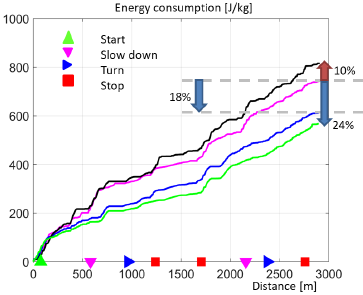 Energy consumption [J/kg]
1000
800
600
400
200
0
Start
Slow down
Turn
Stop
18%
10%
24%
0
500
1000
1500
2000
2500
3000
Distance [m]